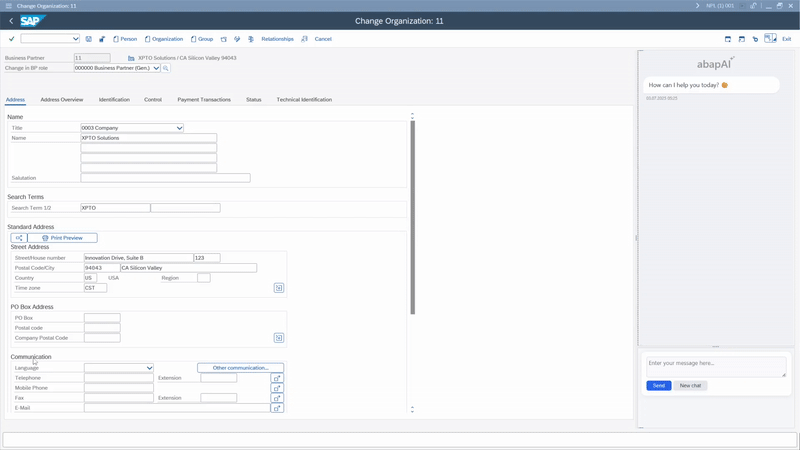 Change Organization: 11
NPL (1) 001
SAP
Change Organization: 11
Person
Organization
Group
Relationships
Cancel
Exit
Business Partner
11
XPTO Solutions / CA Silicon Valley 94043
Change in BP role
000000 Business Partner (Gen.)
Address
Address Overview
Identification
Control
Payment Transactions
Status
Technical Identification
Name
Title
0003 Company
Name
XPTO Solutions
Salutation
Search Terms
Search Term 1/2
XPTO
Standard Address
Print Preview
Street Address
Street/House number
Innovation Drive, Suite B
123
Postal Code/City
94043
CA Silicon Valley
Country
US
USA
Region
Time zone
CST
PO Box Address
PO Box
Postal code
Company Postal Code
Communication
Language
Other communication...
Telephone
Extension
Mobile Phone
Fax
Extension
E-Mail
abapAI
How can I help you today?
Enter your message here...
Send
New chat